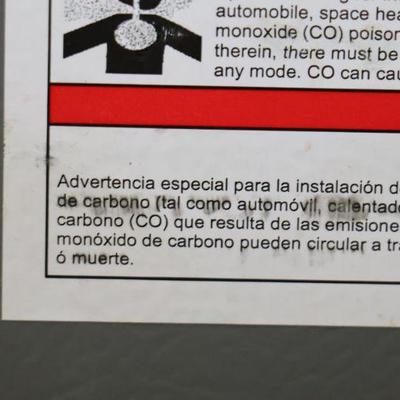 automobile, space hea
monoxide (CO) poison
therein, there must be
any mode. CO can cau
Advertencia especial para la instalación d
de carbono (tal como automóvil, calentado
carbono (CO) que resulta de las emisione
monóxido de carbono pueden circular a tra
ó muerte.